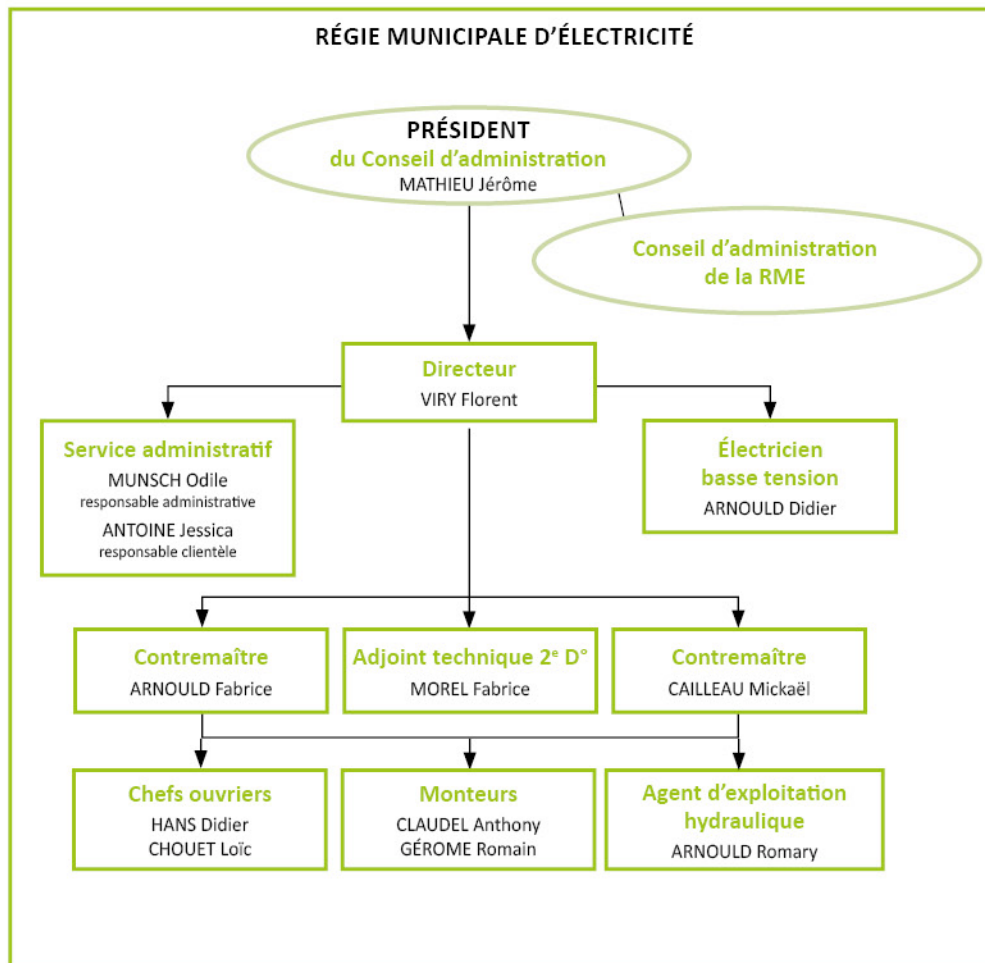 RÉGIE MUNICIPALE D’ÉLECTRICITÉ
PRÉSIDENT
du Conseil d’administration
MATHIEU Jérôme
Conseil d’administration
de la RME
Directeur
VIRY Florent
Service administratif
MUNSCH Odile
responsable administrative
ANTOINE Jessica
responsable clientèle
Électricien
basse tension
ARNOULD Didier
Contremaître
ARNOULD Fabrice
Adjoint technique 2e D°
MOREL Fabrice
Contremaître
CAILLEAU Mickaël
Chefs ouvriers
HANS Didier
CHOUET Loïc
Monteurs
CLAUDEL Anthony
GÉROME Romain
Agent d’exploitation
hydraulique
ARNOULD Romary